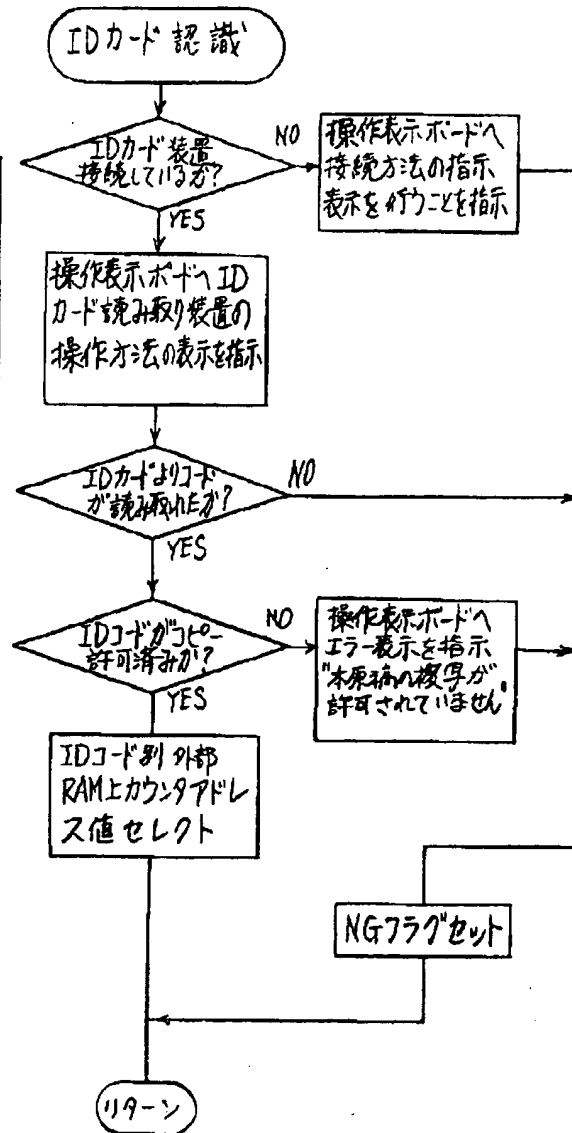 IDカード 認識
IDカード装置
接続しているか?
NO
操作表示ボードへ
接続方法の指示
表示を行うことを指示
YES
操作表示ボードへID
カード読み取り装置の
操作方法の表示を指示
IDカードよりコード
が読み取れたか?
NO
YES
IDコードがコピー
許可済みか?
NO
操作表示ボードへ
エラー表示を指示
"本原稿の複写が
許可されていません"
YES
IDコード別外部
RAM上カウンタアドレ
ス値セレクト
NGフラグセット
リターン